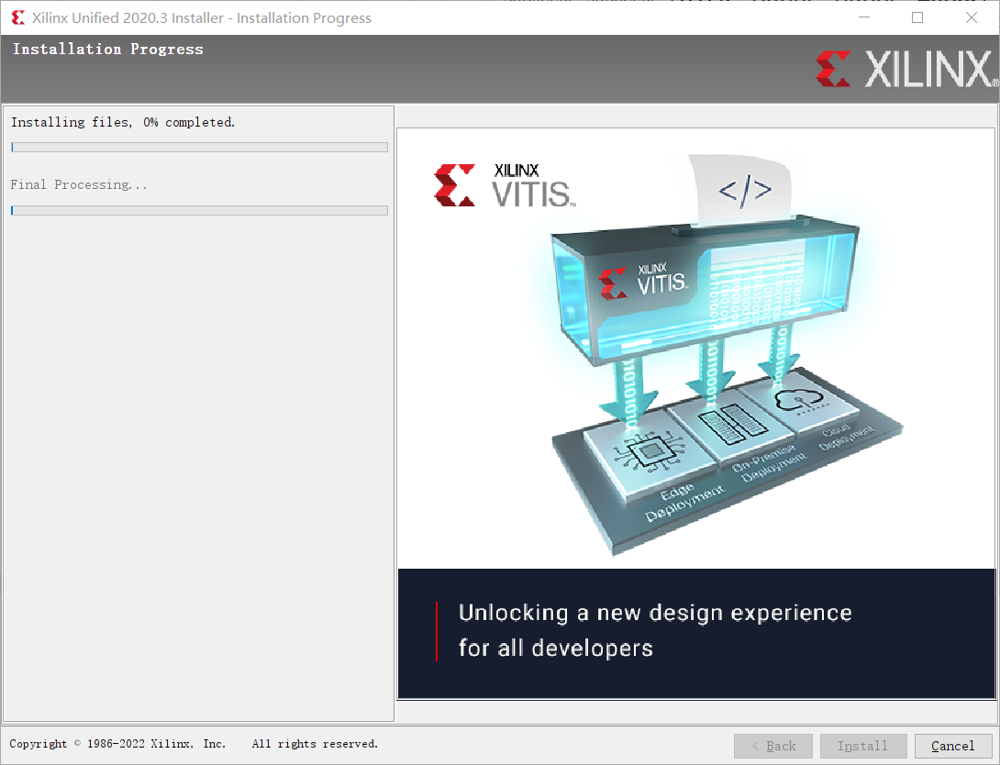 Xilinx Unified 2020.3 Installer - Installation Progress
Installation Progress
XILINX®
Installing files, 0% completed.
Final Processing...
XILINX
VITIS™
</>
XILINX
VITIS
Edge
Deployment
On-Premise
Deployment
Cloud
Deployment
Unlocking a new design experience
for all developers
Copyright © 1986-2022 Xilinx, Inc. All rights reserved.
< Back
Install
Cancel